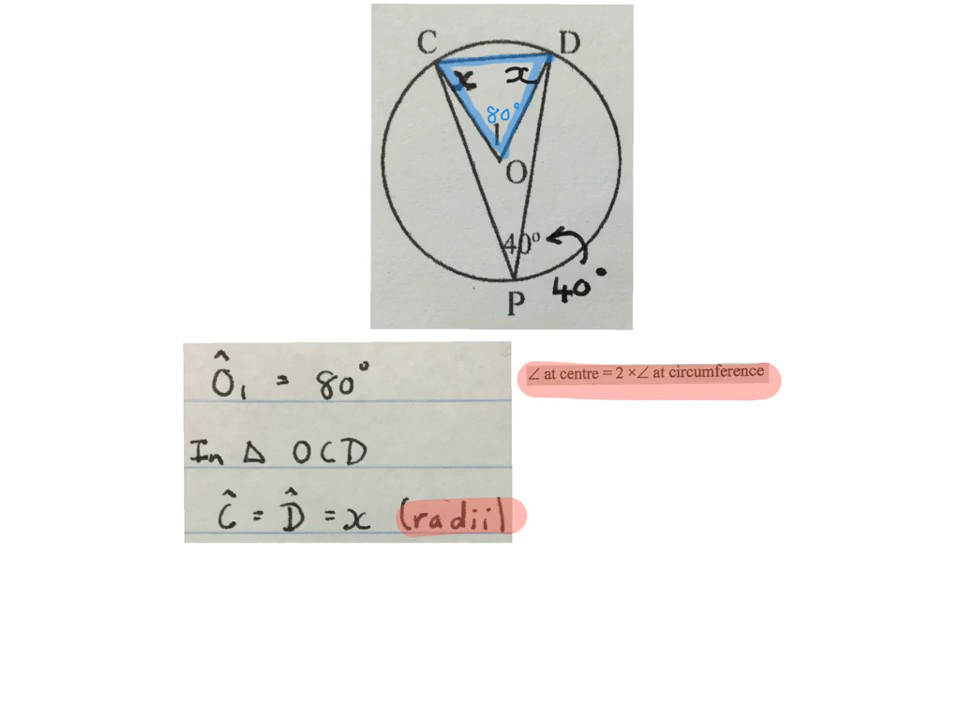 C
D
x
x
80°
1
O
40°
40°
P
Ô₁ = 80°
∠ at centre = 2 ×∠ at circumference
In Δ OCD
Ĉ = D̂ = x (radii)